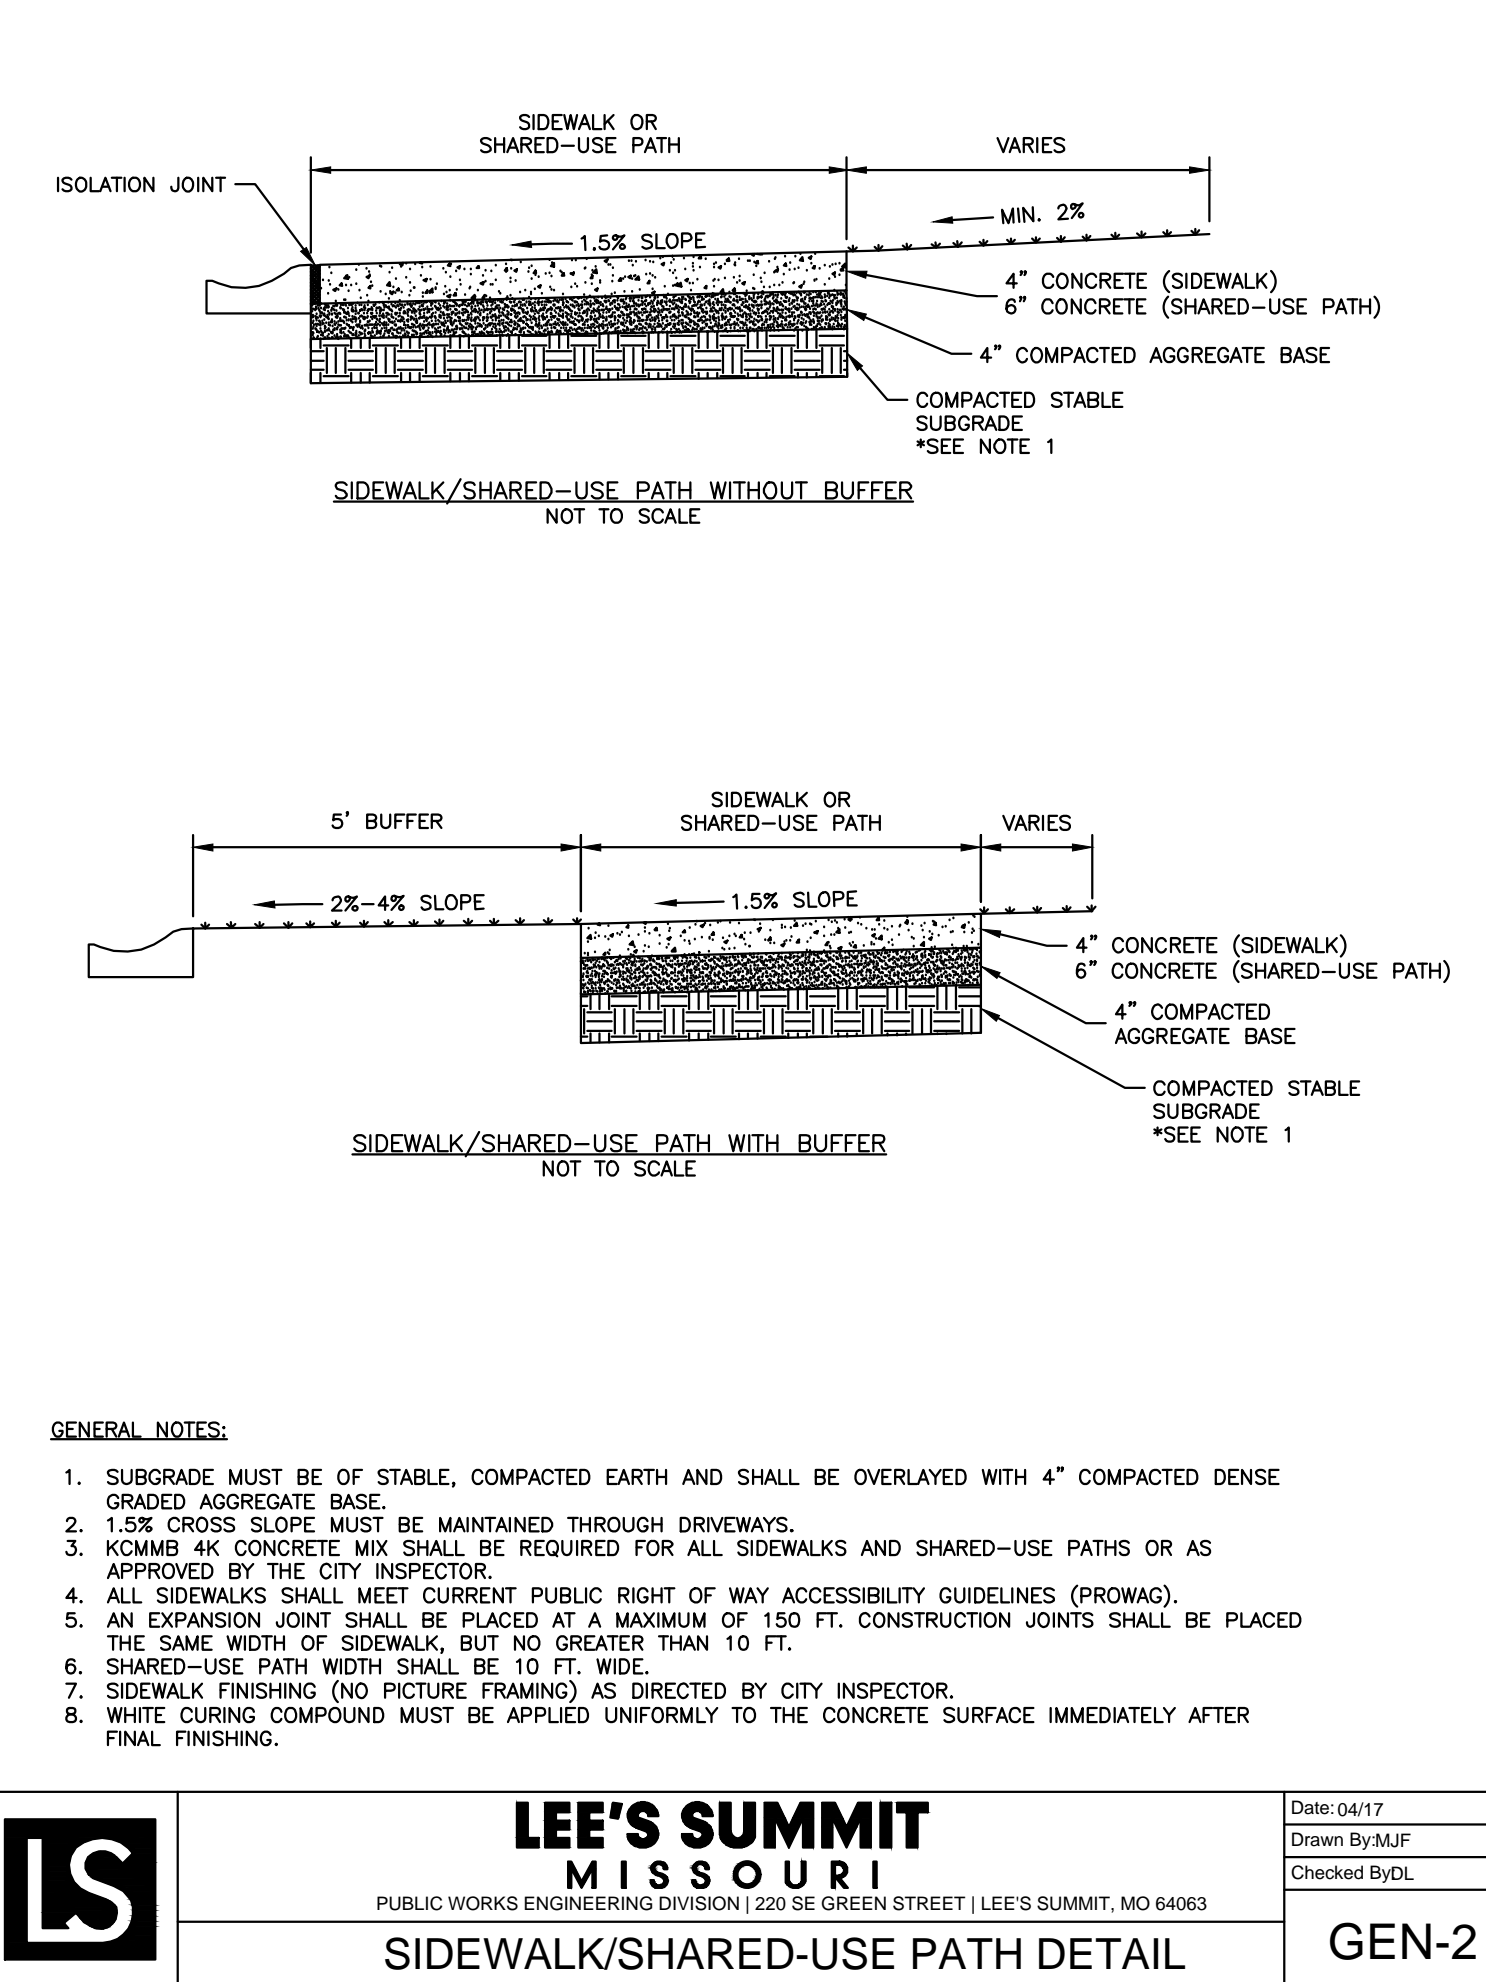 SIDEWALK OR
SHARED-USE PATH
VARIES
ISOLATION JOINT
MIN. 2%
1.5% SLOPE
4" CONCRETE (SIDEWALK)
6" CONCRETE (SHARED-USE PATH)
4" COMPACTED AGGREGATE BASE
COMPACTED STABLE
SUBGRADE
*SEE NOTE 1
SIDEWALK/SHARED-USE PATH WITHOUT BUFFER
NOT TO SCALE
5' BUFFER
SIDEWALK OR
SHARED-USE PATH
VARIES
2%-4% SLOPE
1.5% SLOPE
4" CONCRETE (SIDEWALK)
6" CONCRETE (SHARED-USE PATH)
4" COMPACTED
AGGREGATE BASE
COMPACTED STABLE
SUBGRADE
*SEE NOTE 1
SIDEWALK/SHARED-USE PATH WITH BUFFER
NOT TO SCALE
GENERAL NOTES:
1. SUBGRADE MUST BE OF STABLE, COMPACTED EARTH AND SHALL BE OVERLAYED WITH 4" COMPACTED DENSE
GRADED AGGREGATE BASE.
2. 1.5% CROSS SLOPE MUST BE MAINTAINED THROUGH DRIVEWAYS.
3. KCMMB 4K CONCRETE MIX SHALL BE REQUIRED FOR ALL SIDEWALKS AND SHARED-USE PATHS OR AS
APPROVED BY THE CITY INSPECTOR.
4. ALL SIDEWALKS SHALL MEET CURRENT PUBLIC RIGHT OF WAY ACCESSIBILITY GUIDELINES (PROWAG).
5. AN EXPANSION JOINT SHALL BE PLACED AT A MAXIMUM OF 150 FT. CONSTRUCTION JOINTS SHALL BE PLACED
THE SAME WIDTH OF SIDEWALK, BUT NO GREATER THAN 10 FT.
6. SHARED-USE PATH WIDTH SHALL BE 10 FT. WIDE.
7. SIDEWALK FINISHING (NO PICTURE FRAMING) AS DIRECTED BY CITY INSPECTOR.
8. WHITE CURING COMPOUND MUST BE APPLIED UNIFORMLY TO THE CONCRETE SURFACE IMMEDIATELY AFTER
FINAL FINISHING.
LS
LEE'S SUMMIT
MISSOURI
PUBLIC WORKS ENGINEERING DIVISION | 220 SE GREEN STREET | LEE'S SUMMIT, MO 64063
SIDEWALK/SHARED-USE PATH DETAIL
Date: 04/17
Drawn By:MJF
Checked ByDL
GEN-2